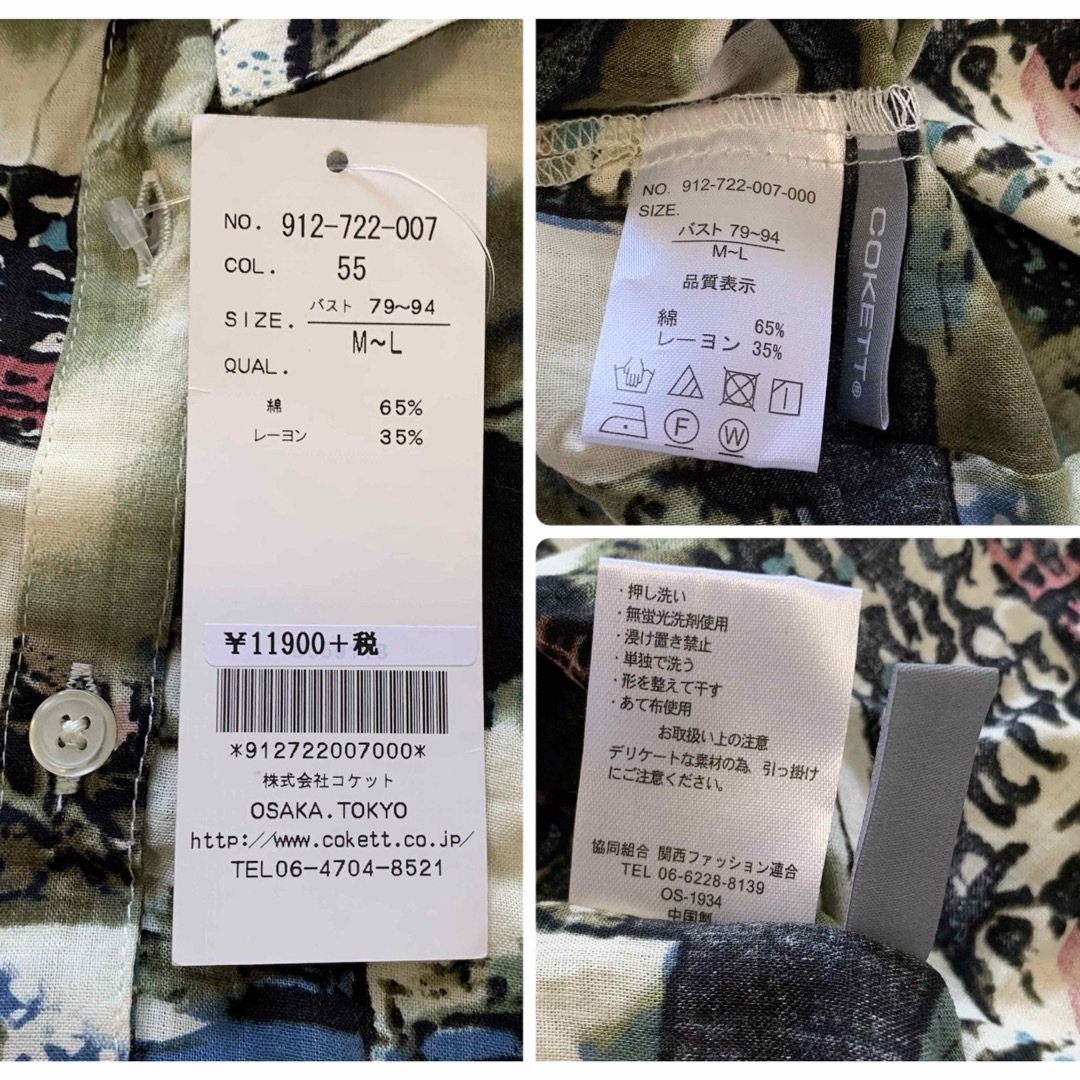 NO. 912-722-007
COL. 55
SIZE. バスト 79~94
M~L
QUAL.
綿 65%
レーヨン 35%
¥11900+税
*912722007000*
株式会社コケット
OSAKA.TOKYO
http://www.cokett.co.jp/
TEL06-4704-8521
NO. 912-722-007-000
SIZE.
バスト 79~94
M~L
品質表示
綿 65%
レーヨン 35%
F
W
COKETT®
・押し洗い
・無蛍光洗剤使用
・浸け置き禁止
・単独で洗う
・形を整えて干す
・あて布使用
お取扱い上の注意
デリケートな素材の為、引っ掛け
にご注意ください。
協同組合 関西ファッション連合
TEL 06-6228-8139
OS-1934
中国製